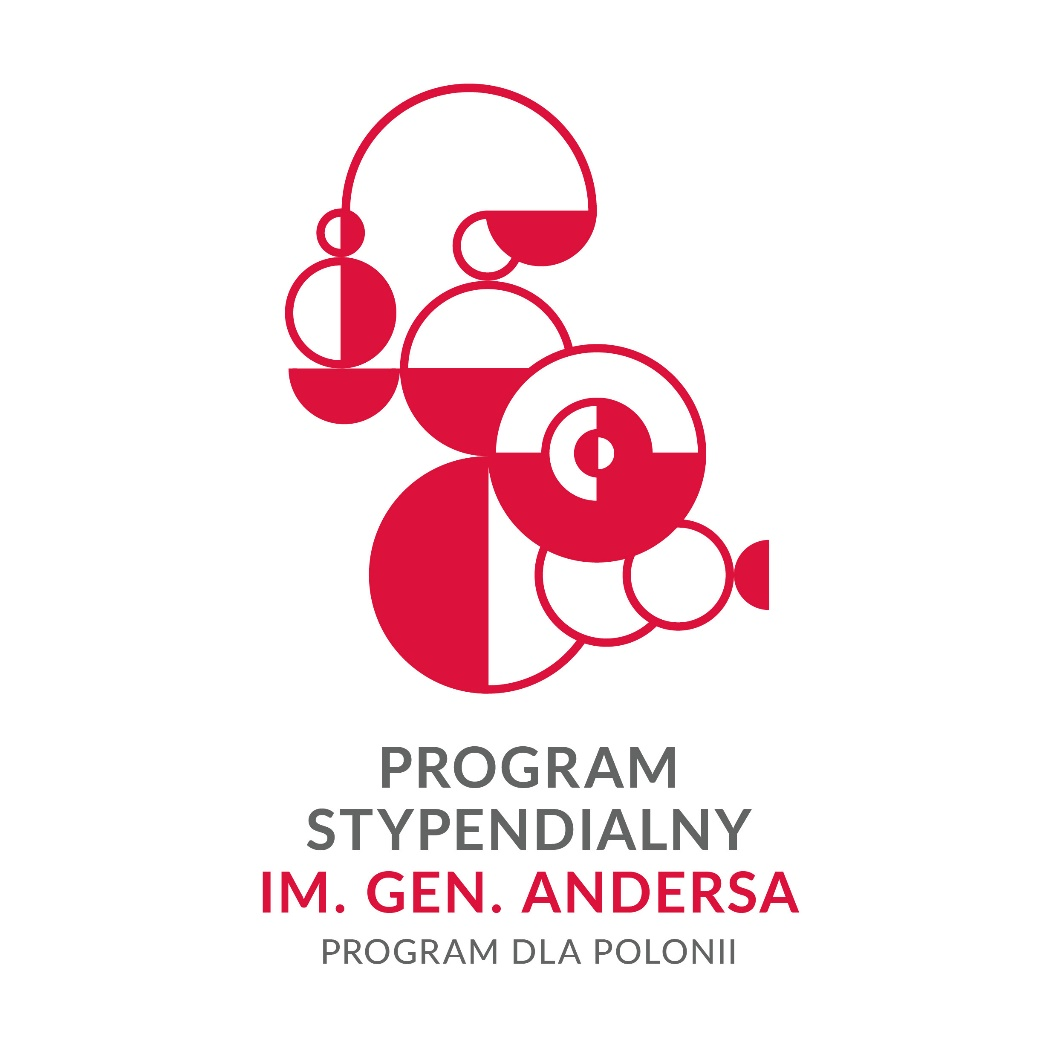 PROGRAM
STYPENDIALNY
IM. GEN. ANDERSA
PROGRAM DLA POLONII